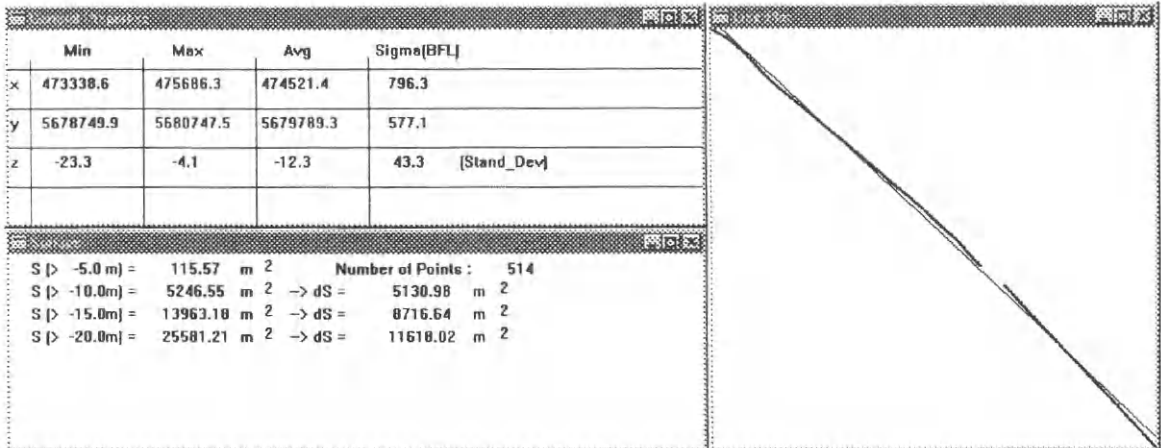 Min Max Avg Sigma(BFL)
x 473338.6 475686.3 474521.4 796.3
y 5678749.9 5680747.5 5679789.3 577.1
z -23.3 -4.1 -12.3 43.3 (Stand_Dev)
S (> -5.0 m) = 115.57 m 2 Number of Points : 514
S (> -10.0m) = 5246.55 m 2 -> dS = 5130.98 m 2
S (> -15.0m) = 13963.18 m 2 -> dS = 8716.64 m 2
S (> -20.0m) = 25581.21 m 2 -> dS = 11618.02 m 2